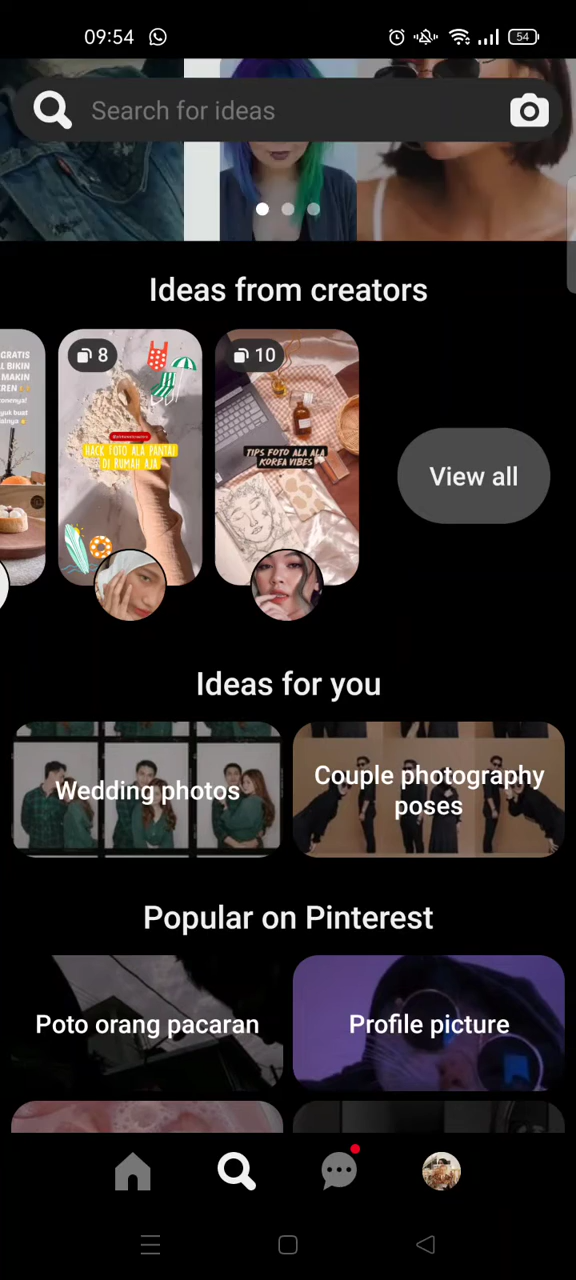 09:54
54
Search for ideas
Ideas from creators
GRATIS
BIKIN
MAKIN
8
HACK FOTO ALA PANTAI
DI RUMAH AJA
10
TIPS FOTO ALA ALA
KOREA VIBES
View all
Ideas for you
Wedding photos
Couple photography
poses
Popular on Pinterest
Poto orang pacaran
Profile picture